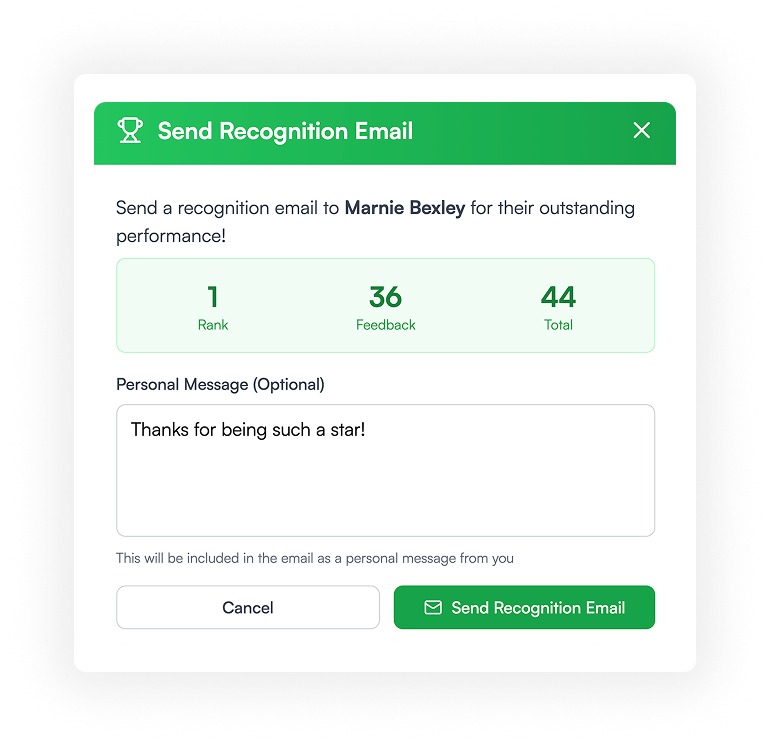 Send Recognition Email
Send a recognition email to Marnie Bexley for their outstanding
performance!
1 36 44
Rank Feedback Total
Personal Message (Optional)
Thanks for being such a star!
This will be included in the email as a personal message from you
Cancel Send Recognition Email